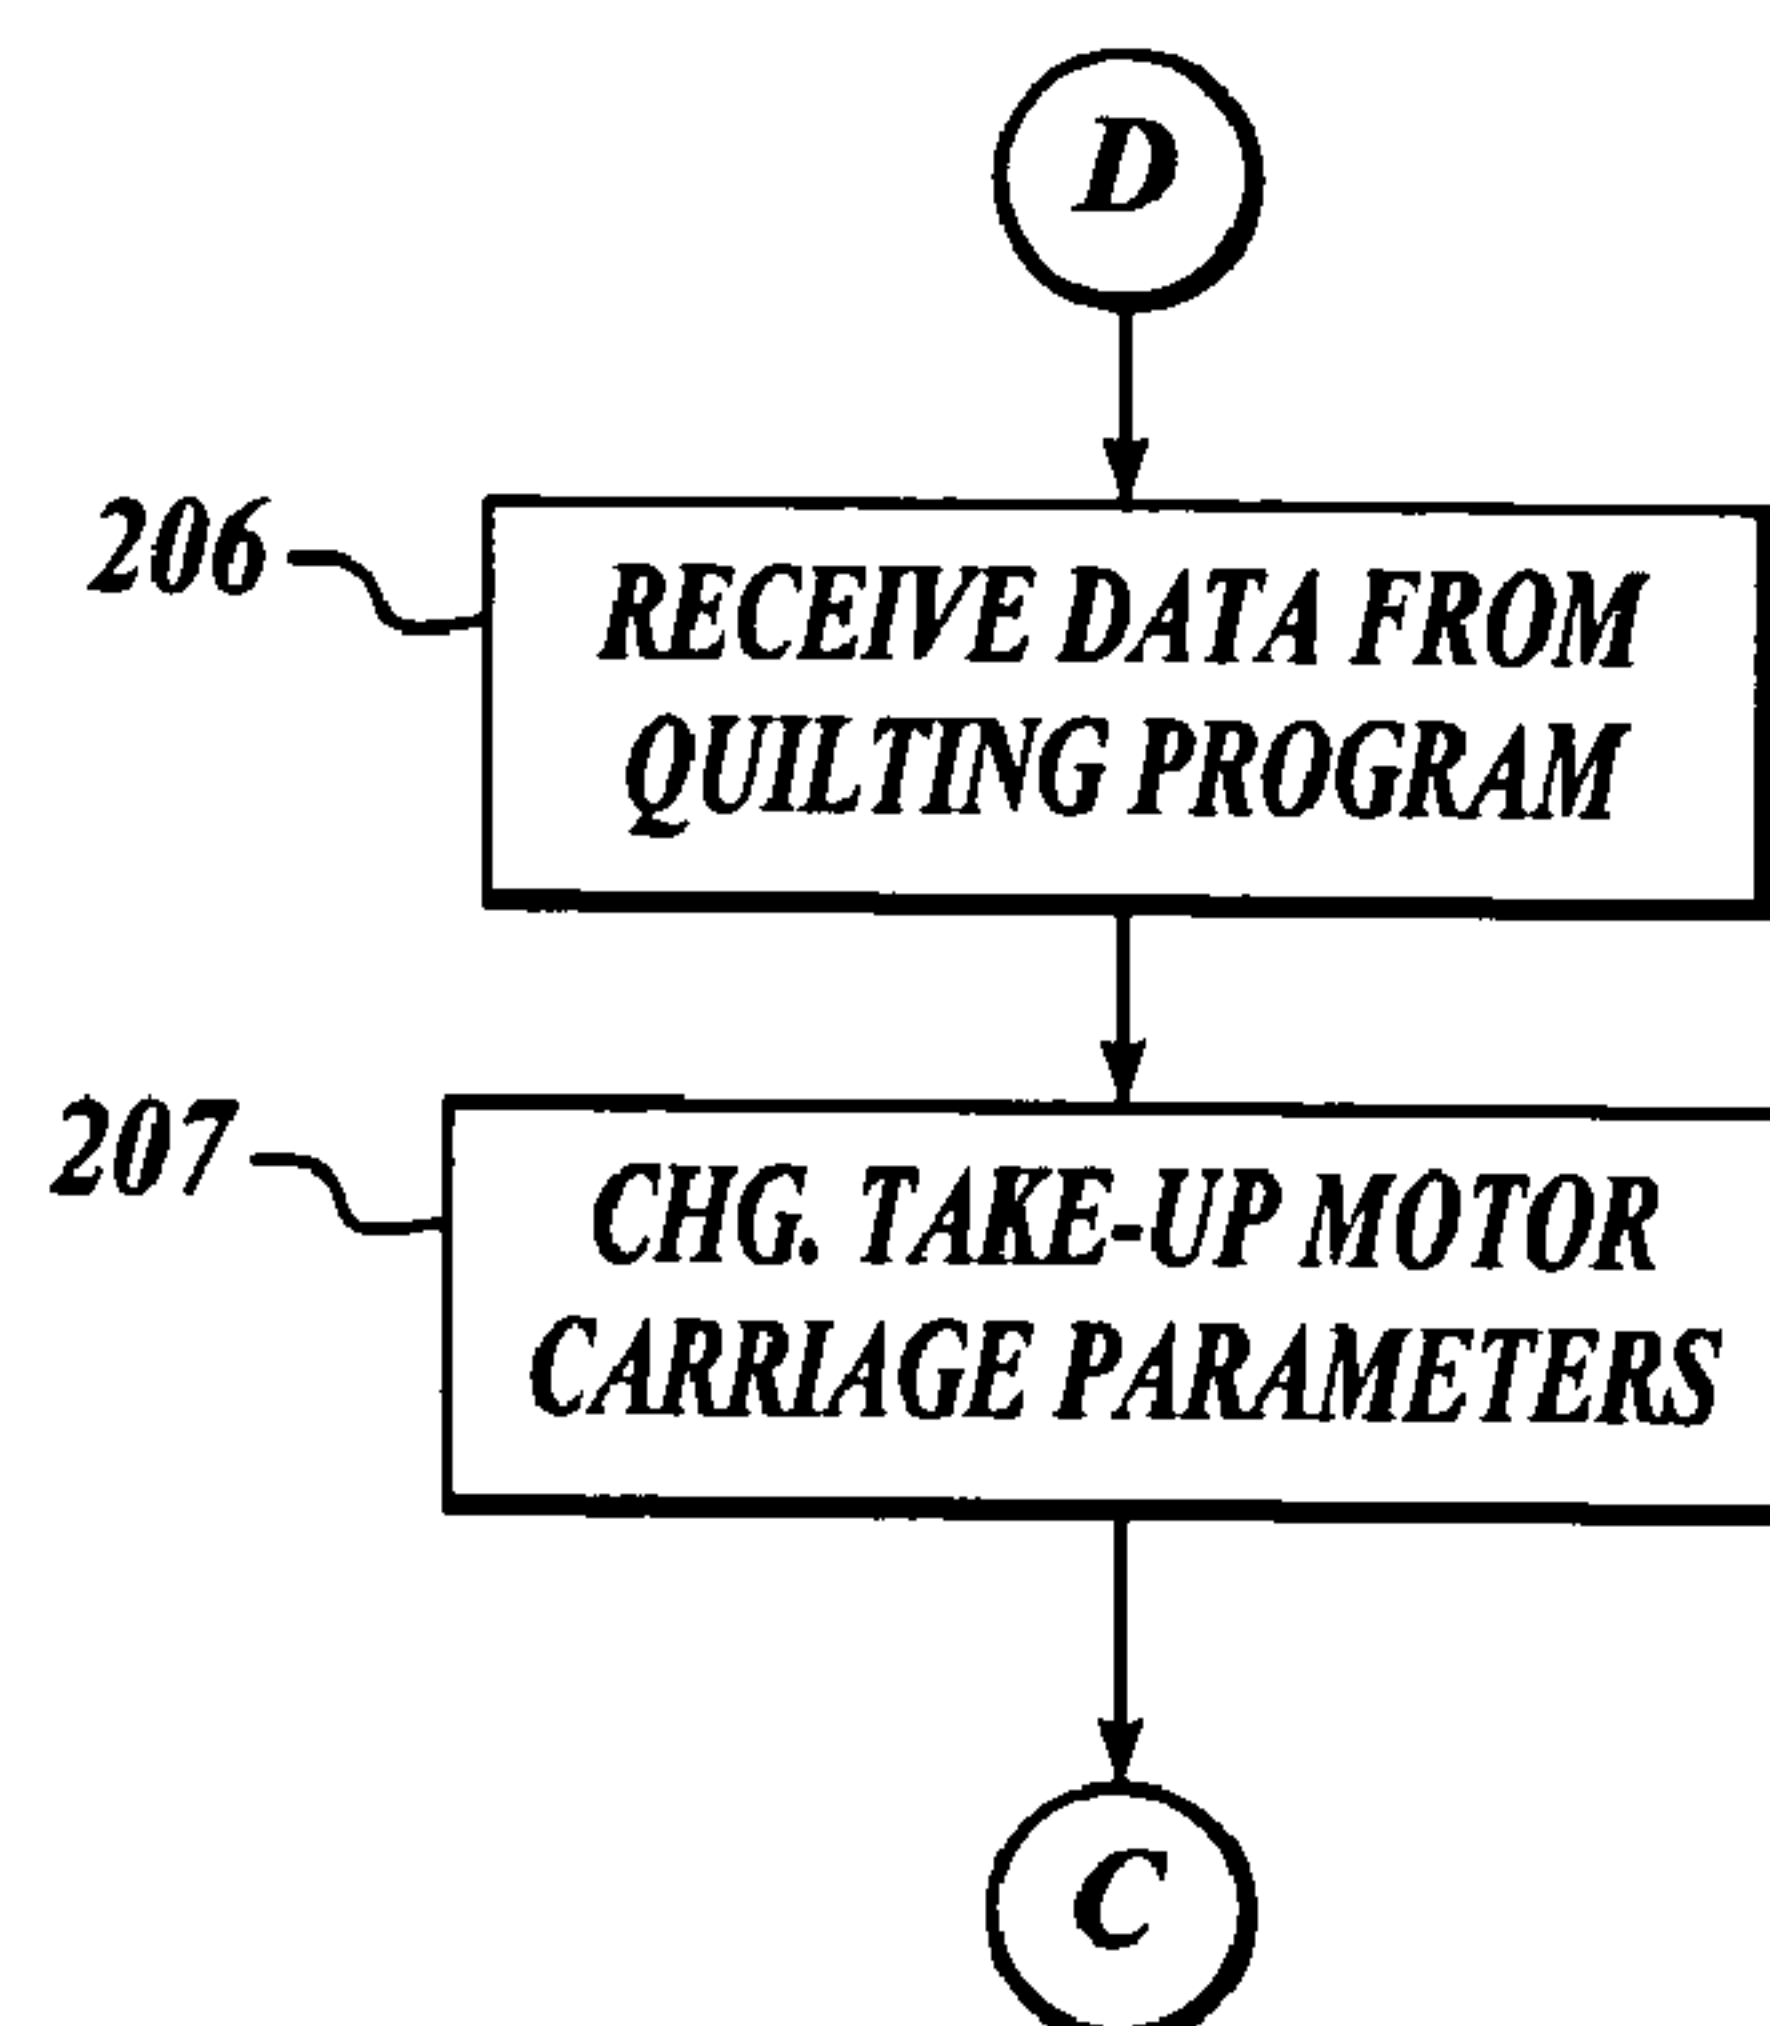 D
206
RECEIVE DATA FROM
QUILTING PROGRAM
207
CHG. TAKE-UP MOTOR
CARRIAGE PARAMETERS
C